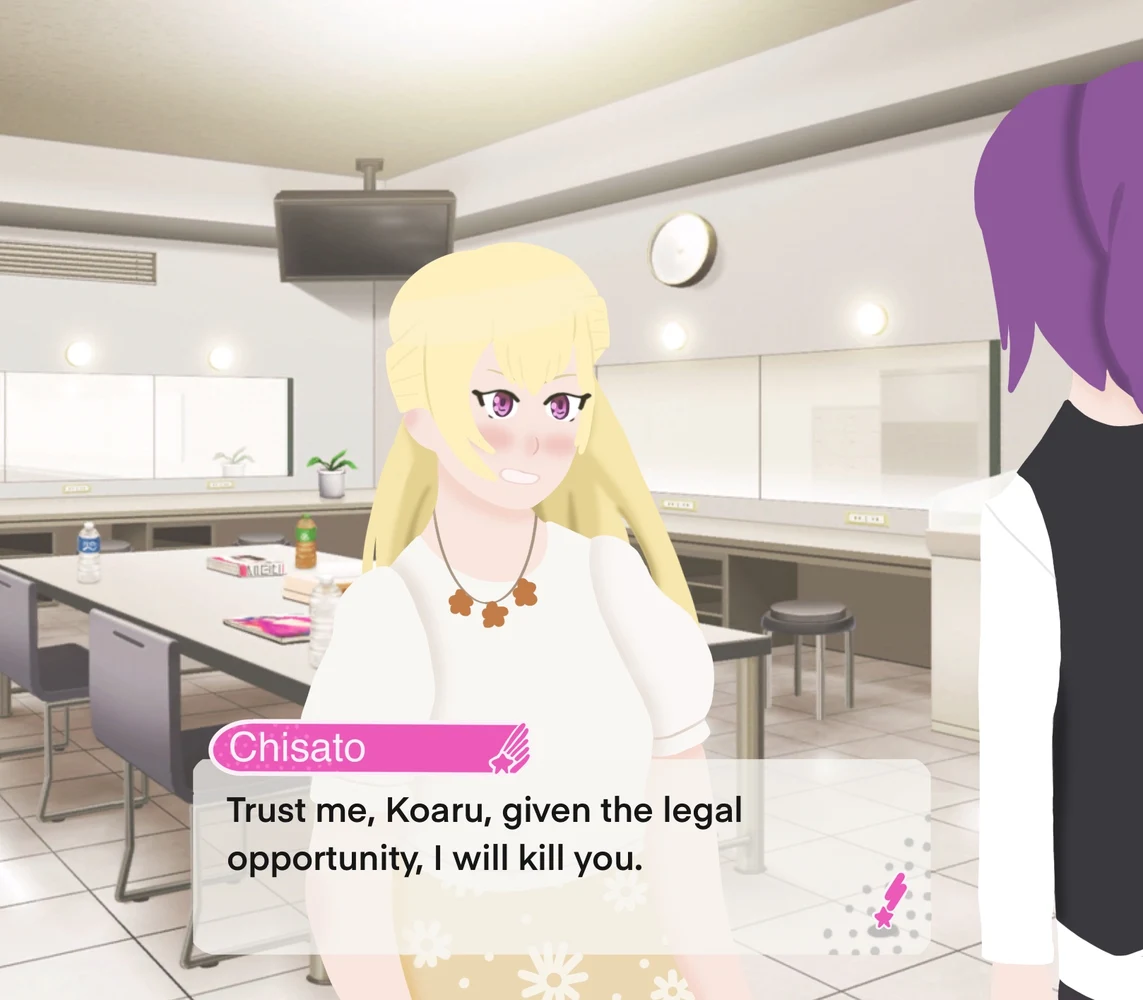 Chisato
Trust me, Koaru, given the legal
opportunity, I will kill you.